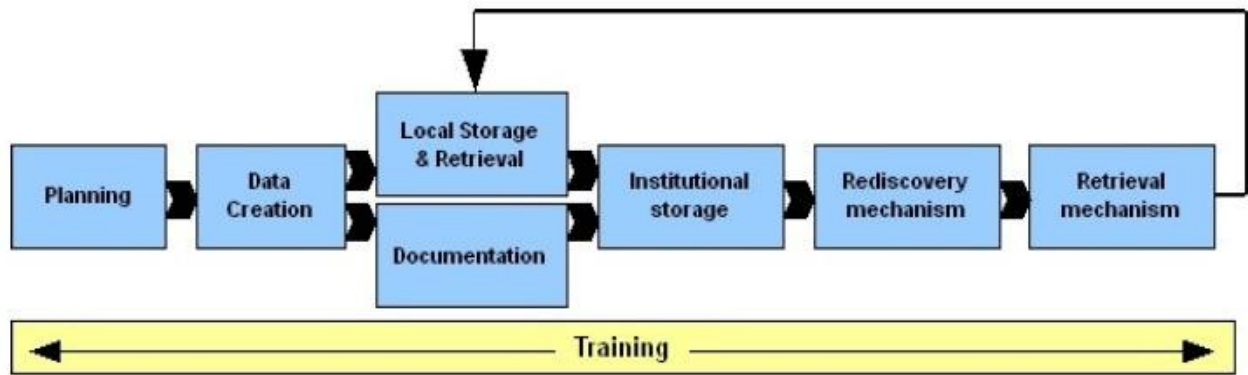 Planning
Data
Creation
Local Storage
& Retrieval
Documentation
Institutional
storage
Rediscovery
mechanism
Retrieval
mechanism
Training